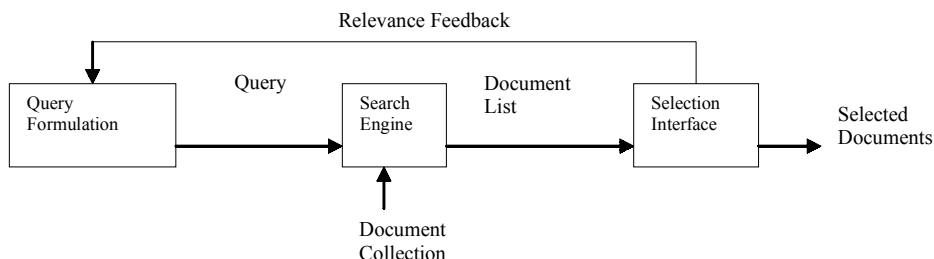 Relevance Feedback
Query
Document
List
Query
Formulation
Search
Engine
Selection
Interface
Selected
Documents
Document
Collection